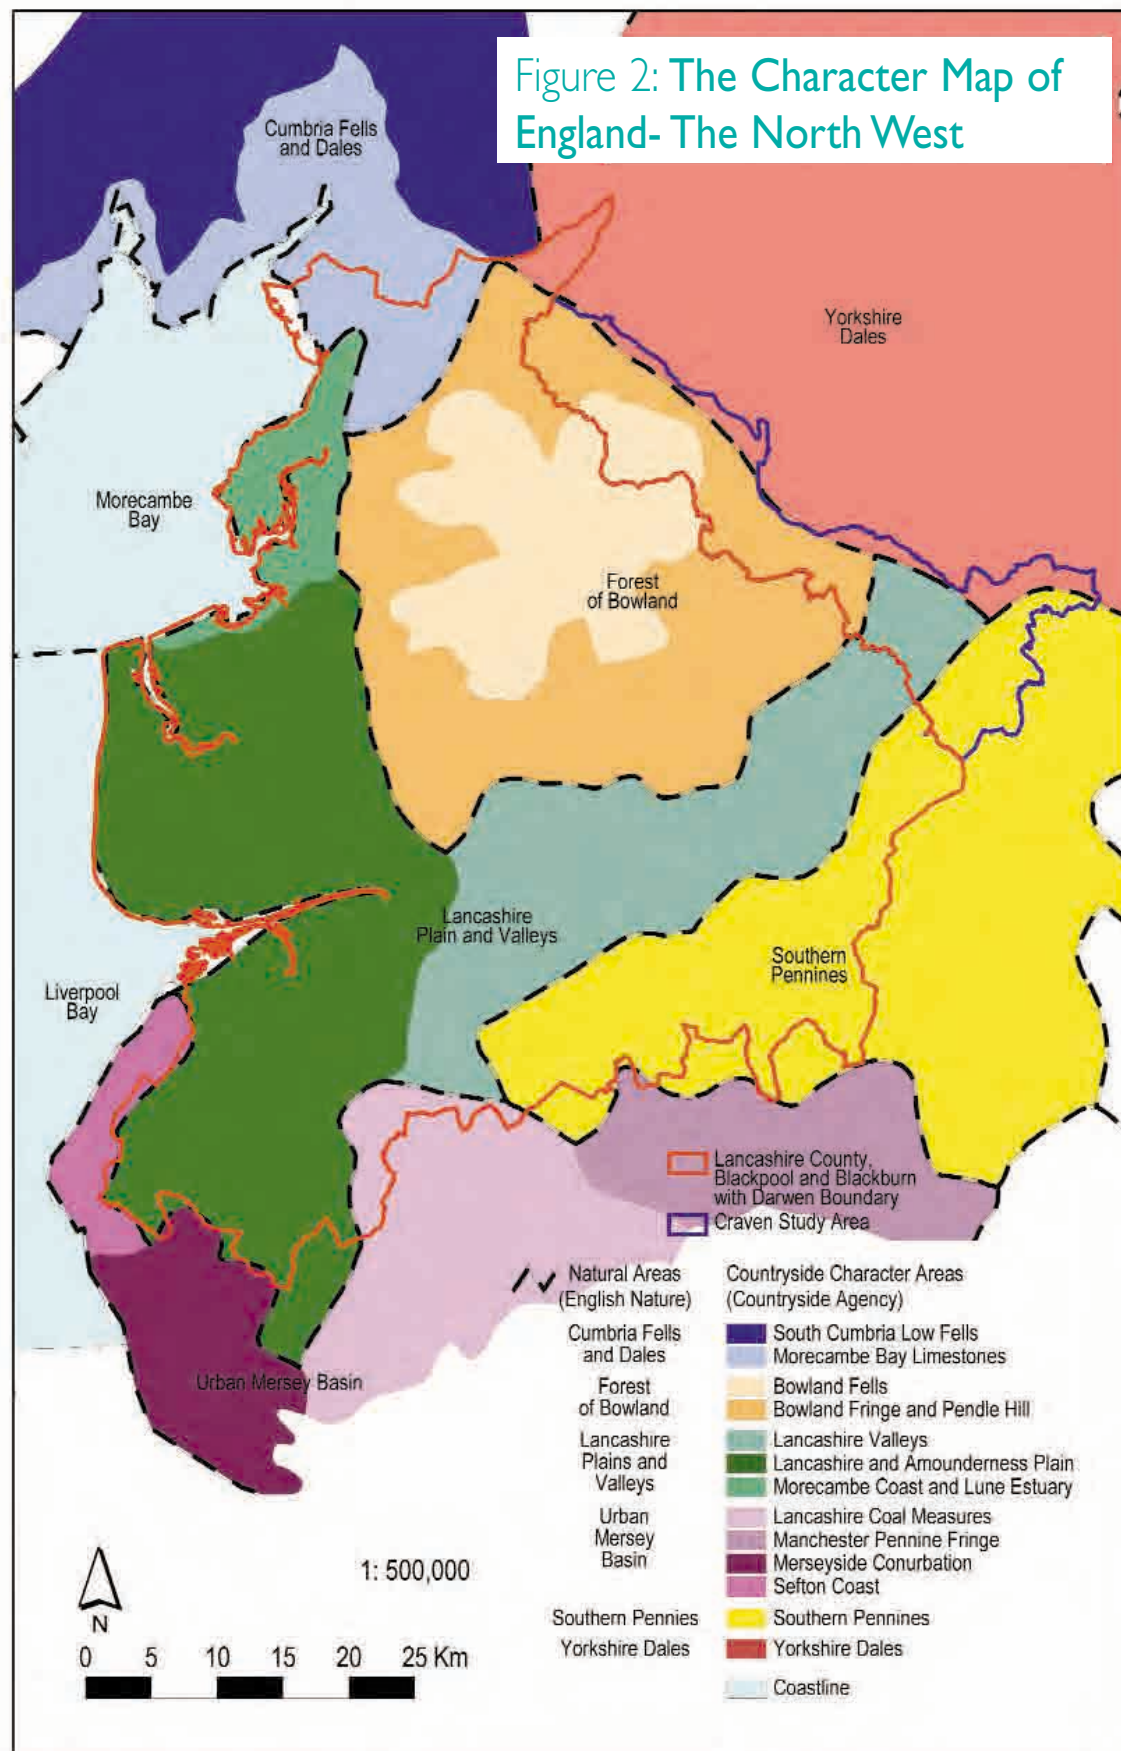 Figure 2: The Character Map of
England- The North West
Cumbria Fells
and Dales
Yorkshire
Dales
Morecambe
Bay
Forest
of Bowland
Lancashire
Plain and Valleys
Southern
Pennines
Liverpool
Bay
Urban Mersey Basin
Lancashire County,
Blackpool and Blackburn
with Darwen Boundary
Craven Study Area
Natural Areas
(English Nature)
Countryside Character Areas
(Countryside Agency)
Cumbria Fells
and Dales
South Cumbria Low Fells
Morecambe Bay Limestones
Forest
of Bowland
Bowland Fells
Bowland Fringe and Pendle Hill
Lancashire
Plains and
Valleys
Lancashire Valleys
Lancashire and Amounderness Plain
Morecambe Coast and Lune Estuary
Urban
Mersey
Basin
Lancashire Coal Measures
Manchester Pennine Fringe
Merseyside Conurbation
Sefton Coast
Southern Pennies
Southern Pennines
Yorkshire Dales
Yorkshire Dales
Coastline
1: 500,000
N
0 5 10 15 20 25 Km